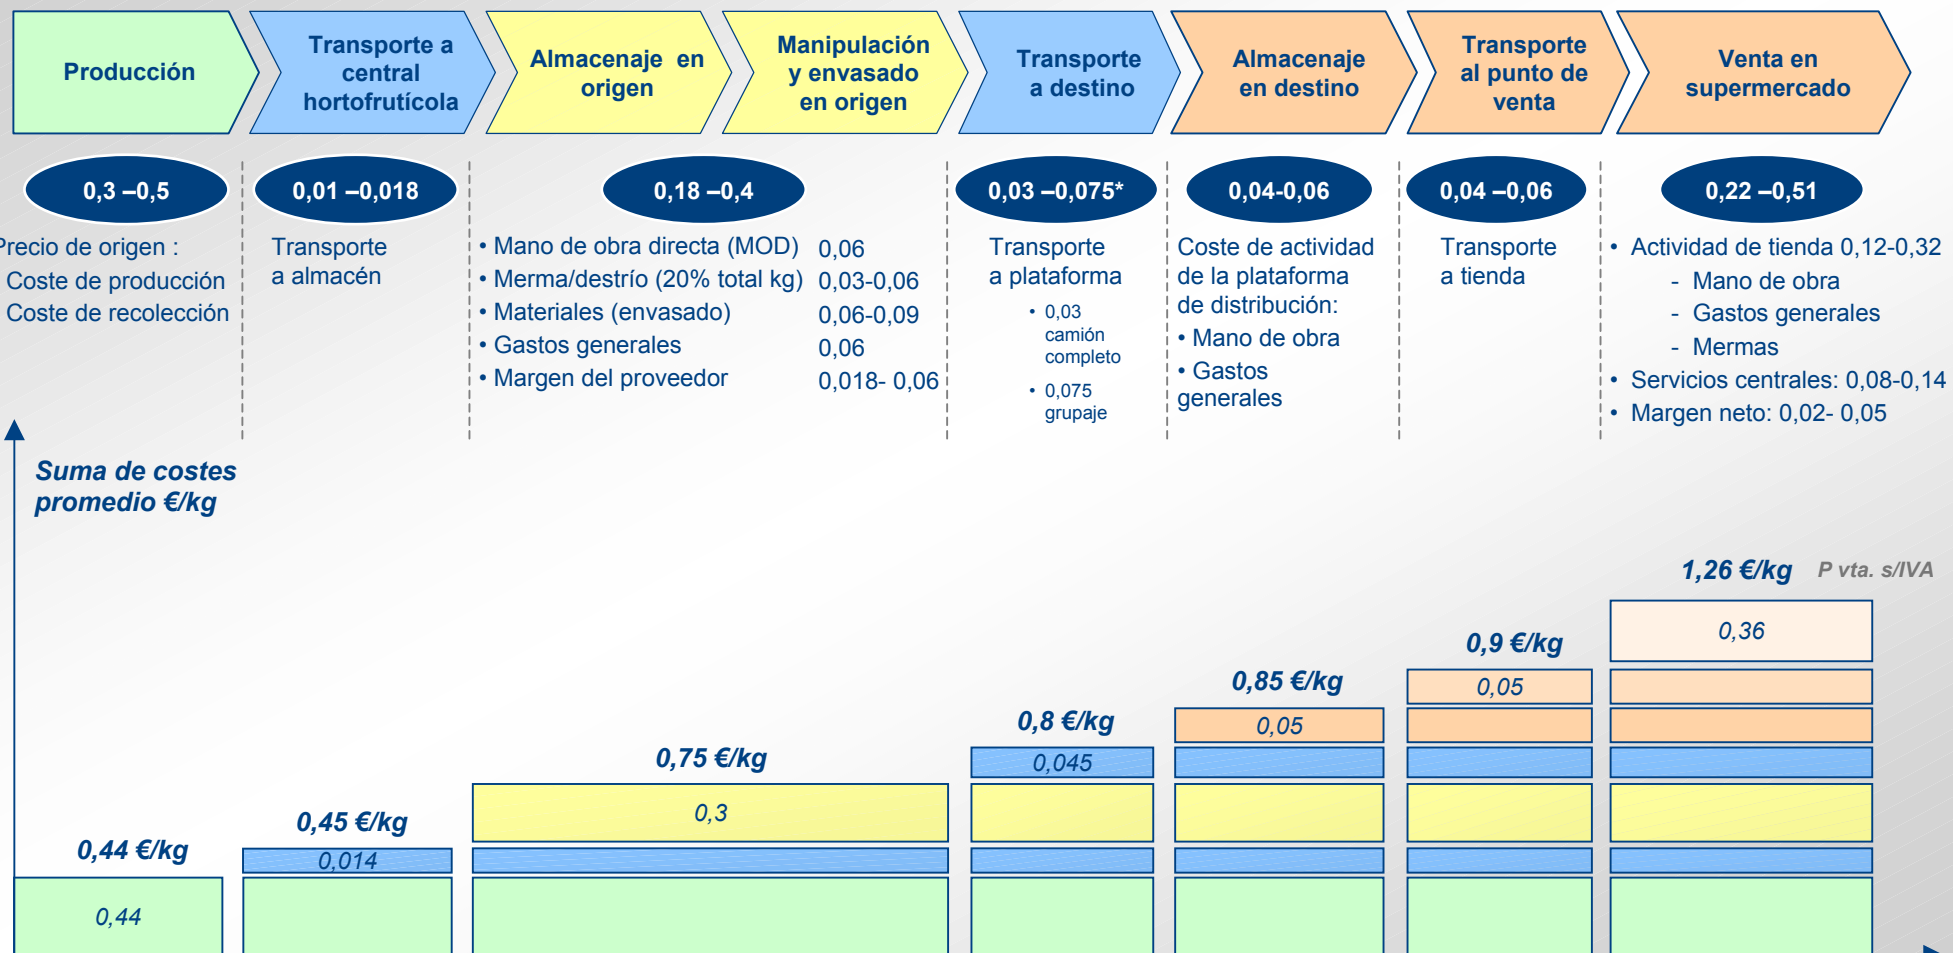 Producción
Transporte a
central
hortofrutícola
Almacenaje en
origen
Manipulación
y envasado
en origen
Transporte
a destino
Almacenaje
en destino
Transporte
al punto de
venta
Venta en
supermercado
0,3 –0,5
0,01 –0,018
0,18 –0,4
0,03 –0,075*
0,04-0,06
0,04 –0,06
0,22 –0,51
Precio de origen :
Coste de producción
Coste de recolección
Transporte
a almacén
• Mano de obra directa (MOD) 0,06
• Merma/destrío (20% total kg) 0,03-0,06
• Materiales (envasado) 0,06-0,09
• Gastos generales 0,06
• Margen del proveedor 0,018- 0,06
Transporte
a plataforma
• 0,03
camión
completo
• 0,075
grupaje
Coste de actividad
de la plataforma
de distribución:
• Mano de obra
• Gastos
generales
Transporte
a tienda
• Actividad de tienda 0,12-0,32
- Mano de obra
- Gastos generales
- Mermas
• Servicios centrales: 0,08-0,14
• Margen neto: 0,02- 0,05
Suma de costes
promedio €/kg
0,44 €/kg
0,44
0,45 €/kg
0,014
0,75 €/kg
0,3
0,8 €/kg
0,045
0,85 €/kg
0,05
0,9 €/kg
0,05
1,26 €/kg P vta. s/IVA
0,36